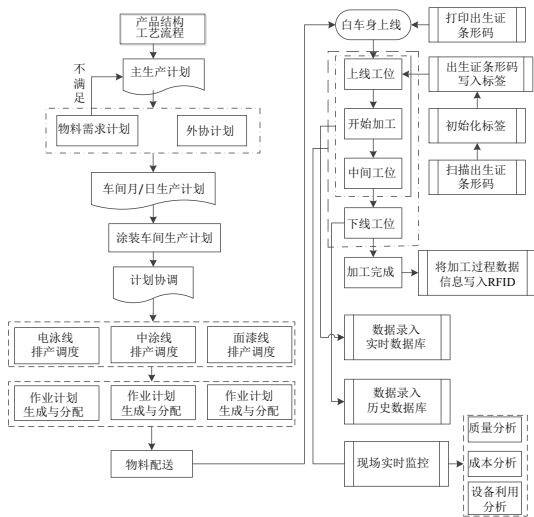 产品结构
工艺流程
主生产计划
不
满
足
物料需求计划
外协计划
车间月/日生产计划
涂装车间生产计划
计划协调
电泳线
排产调度
中涂线
排产调度
面漆线
排产调度
作业计划
生成与分配
作业计划
生成与分配
作业计划
生成与分配
物料配送
白车身上线
打印出生证
条形码
上线工位
出生证条形码
写入标签
开始加工
初始化标签
中间工位
扫描出生证
条形码
下线工位
加工完成
将加工过程数据
信息写入RFID
数据录入
实时数据库
数据录入
历史数据库
现场实时监控
质量分析
成本分析
设备利用
分析